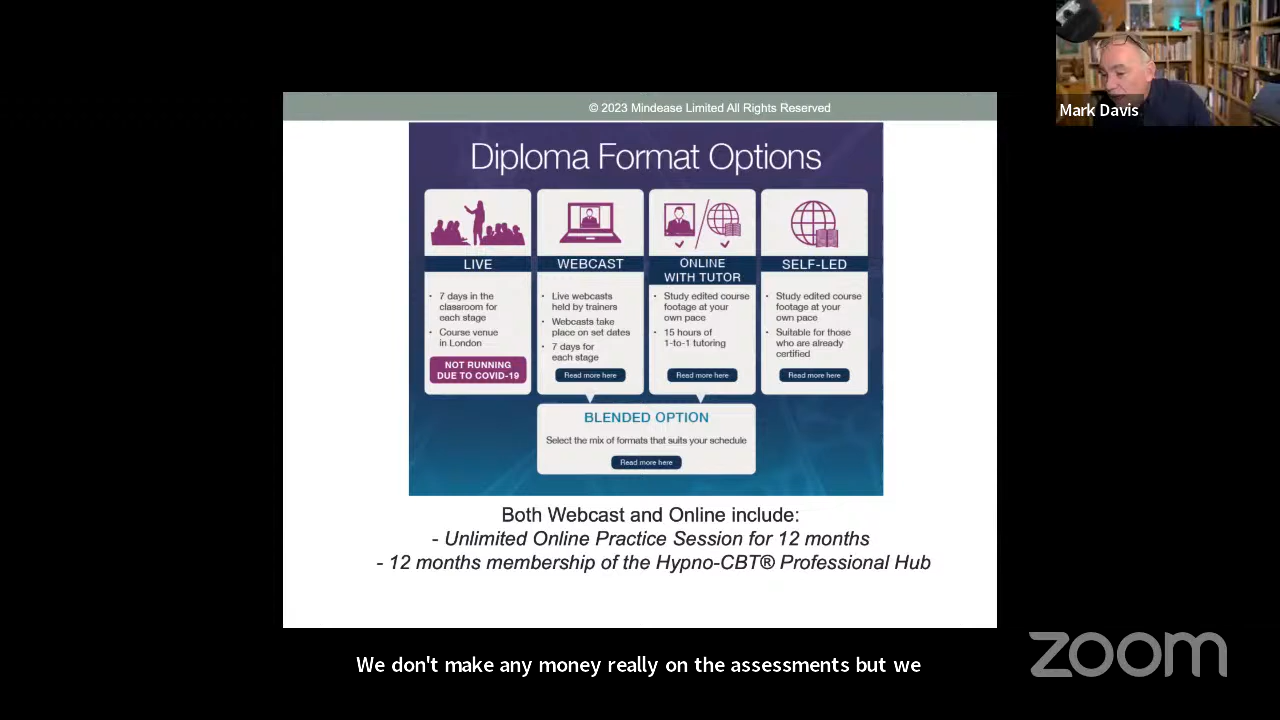 Mark Davis
© 2023 Mindease Limited All Rights Reserved
Diploma Format Options
LIVE
• 7 days in the
classroom for
each stage
• Course venue
in London
NOT RUNNING
DUE TO COVID-19
WEBCAST
• Live webcasts
held by trainers
• Webcasts take
place on set dates
• 7 days for
each stage
Read more here
ONLINE
WITH TUTOR
• Study edited course
footage at your
own pace
• 15 hours of
1-to-1 tutoring
Read more here
SELF-LED
• Study edited course
footage at your
own pace
• Suitable for those
who are already
certified
Read more here
BLENDED OPTION
Select the mix of formats that suits your schedule
Read more here
Both Webcast and Online include:
- Unlimited Online Practice Session for 12 months
- 12 months membership of the Hypno-CBT® Professional Hub
We don't make any money really on the assessments but we
zoom